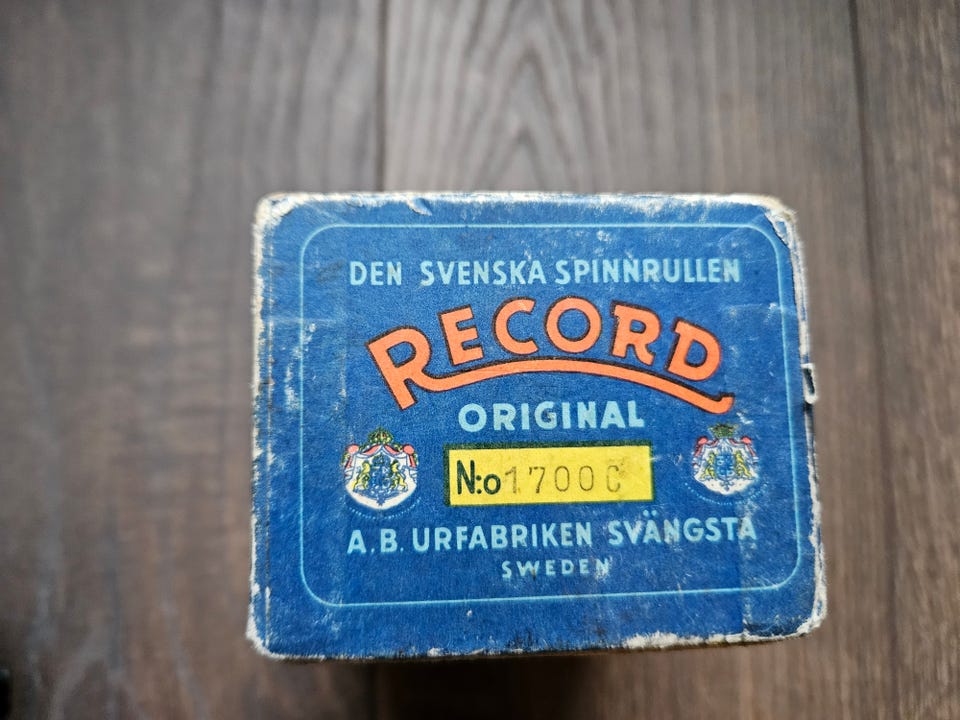 DEN SVENSKA SPINNRULLEN
RECORD
ORIGINAL
N:o 1700C
A.B. URFABRIKEN SVÄNGSTA
SWEDEN